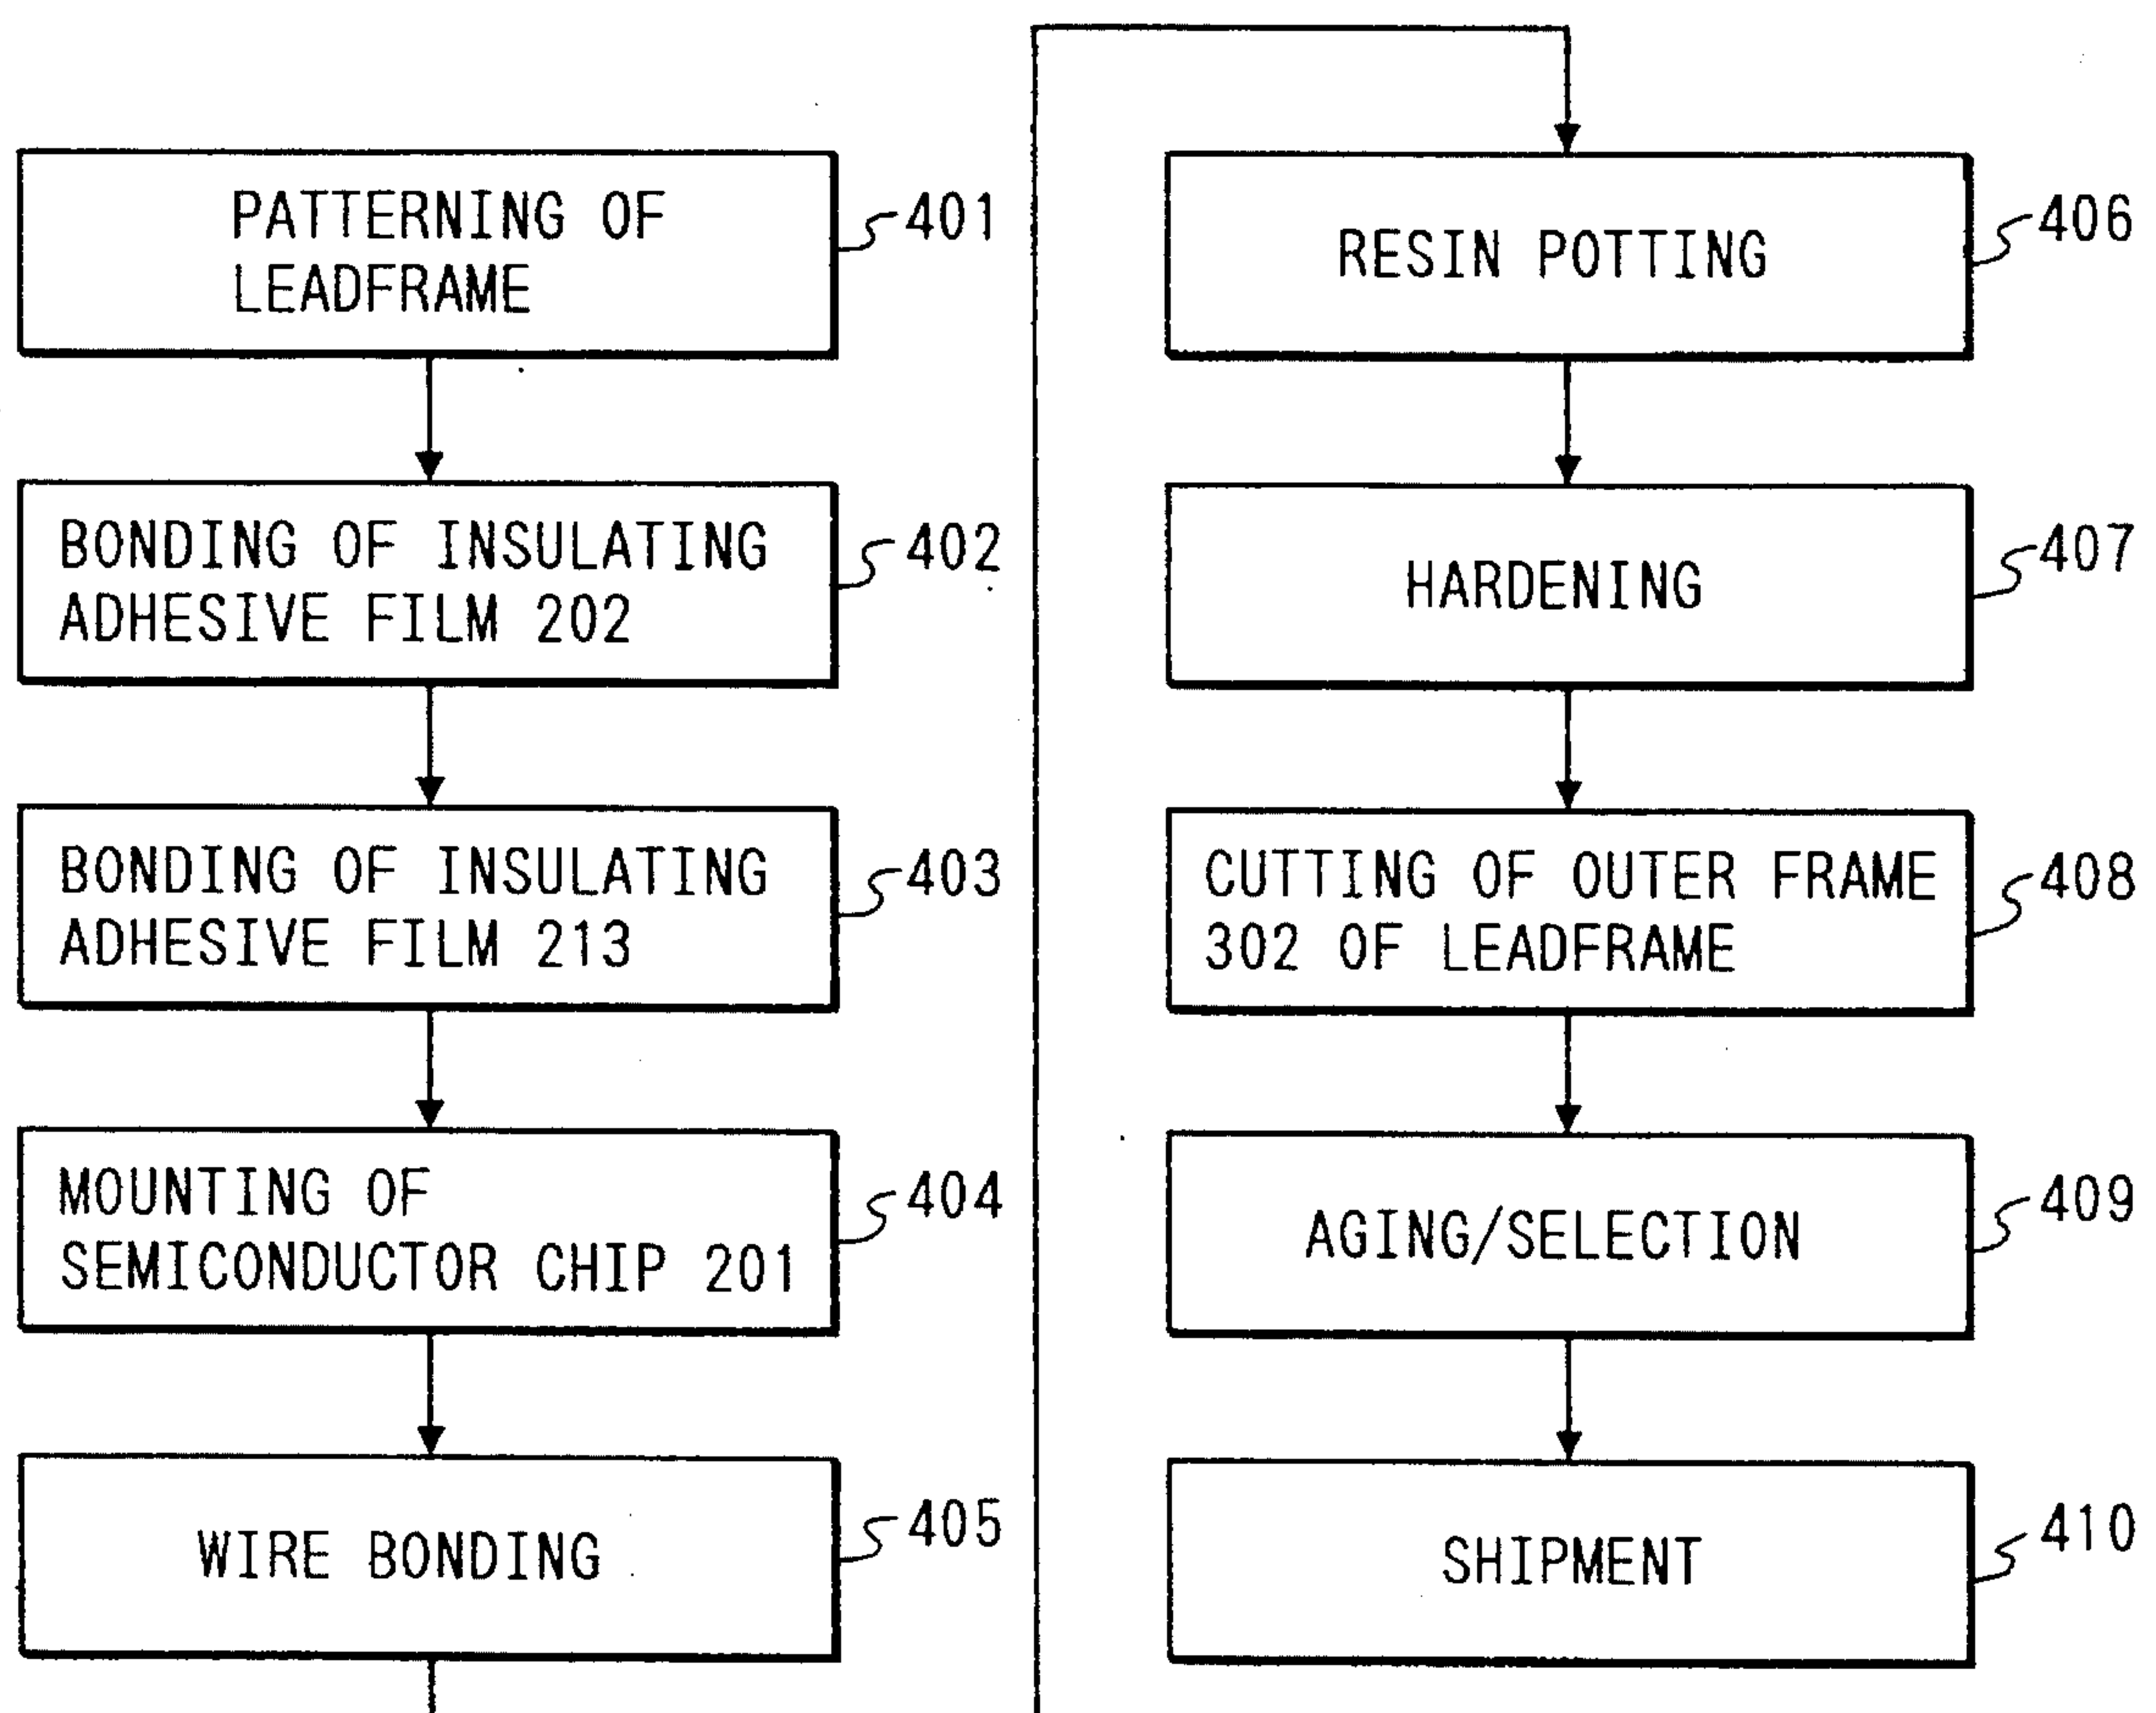 PATTERNING OF
LEADFRAME
401
BONDING OF INSULATING
ADHESIVE FILM 202
402
BONDING OF INSULATING
ADHESIVE FILM 213
403
MOUNTING OF
SEMICONDUCTOR CHIP 201
404
WIRE BONDING
405
RESIN POTTING
406
HARDENING
407
CUTTING OF OUTER FRAME
302 OF LEADFRAME
408
AGING/SELECTION
409
SHIPMENT
410